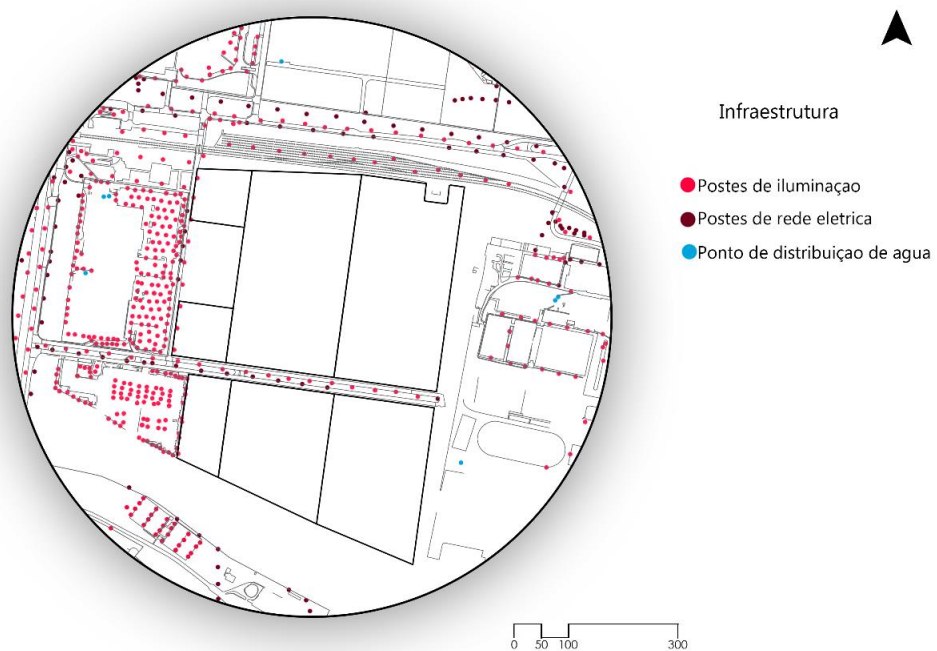 Infraestrutura
Postes de iluminaçao
Postes de rede eletrica
Ponto de distribuiçao de agua
0 50 100 300